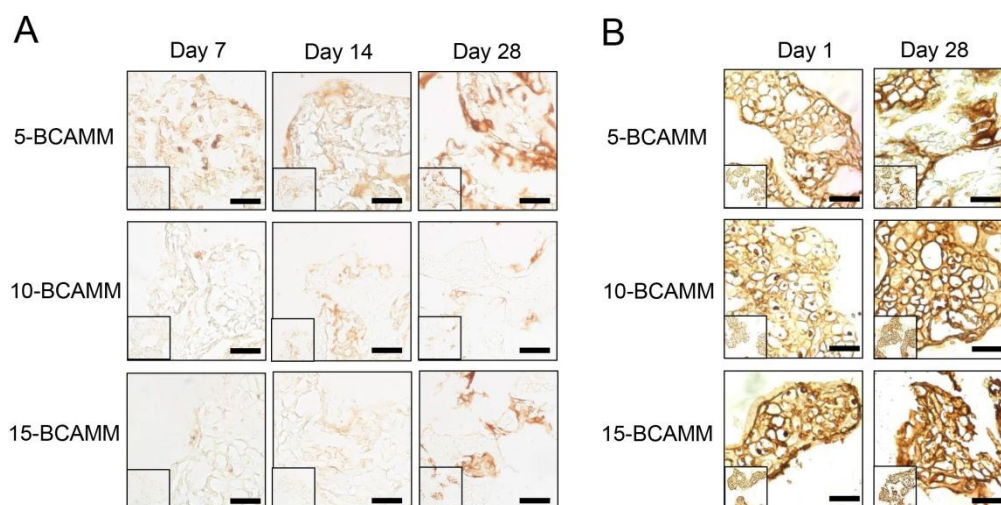 A
Day 7 Day 14 Day 28
5-BCAMM
10-BCAMM
15-BCAMM
B
Day 1 Day 28
5-BCAMM
10-BCAMM
15-BCAMM